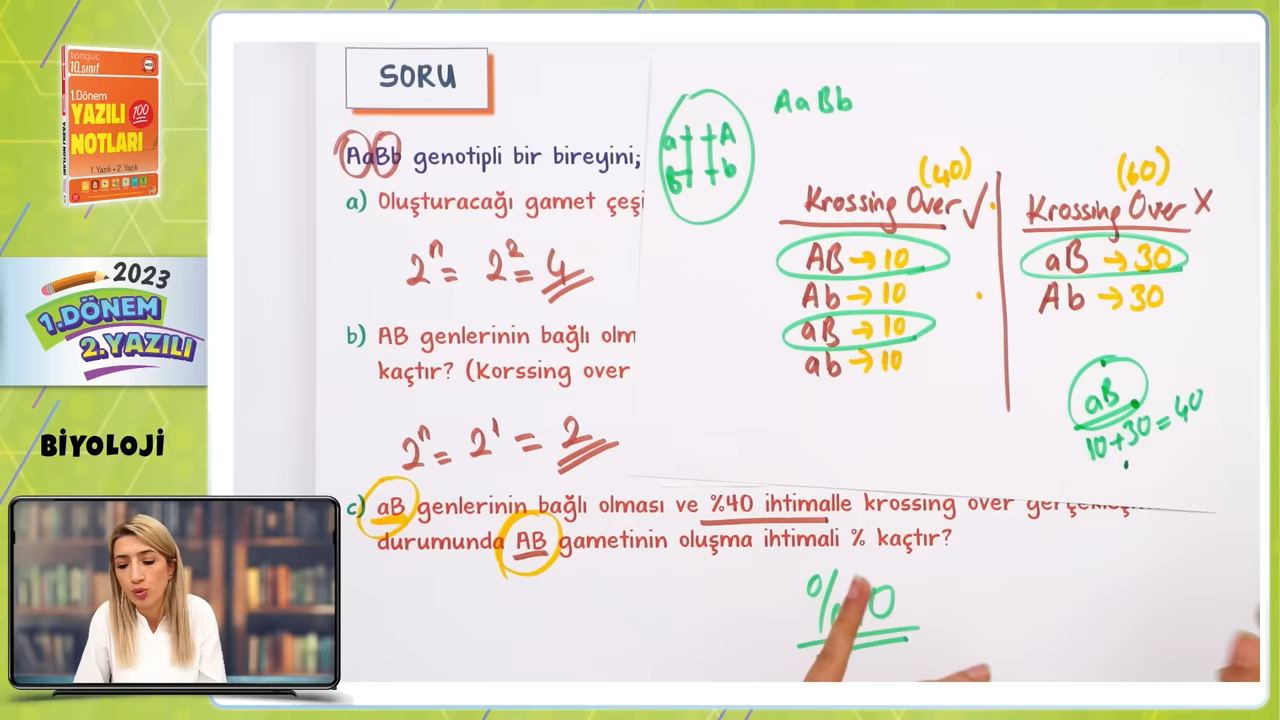 tonguç
10.sınıf
1.Dönem
YAZILI
100
NOTLARI
YAZILI NOTLARI
1. Yazılı • 2. Yazılı
2023
1.DÖNEM
2.YAZILI
BİYOLOJİ
SORU
AaBb genotipli bir bireyini;
a) Oluşturacağı gamet çeşi
2ⁿ = 2² = 4
b) AB genlerinin bağlı olm
kaçtır? (Korssing over
2ⁿ = 2¹ = 2
AaBb
a A
B b
(40)
Krossing Over ✓
AB → 10
Ab → 10
aB → 10
ab → 10
(60)
Krossing Over X
aB → 30
Ab → 30
aB
10+30=40
c) aB genlerinin bağlı olması ve %40 ihtimalle krossing over
durumunda AB gametinin oluşma ihtimali % kaçtır?